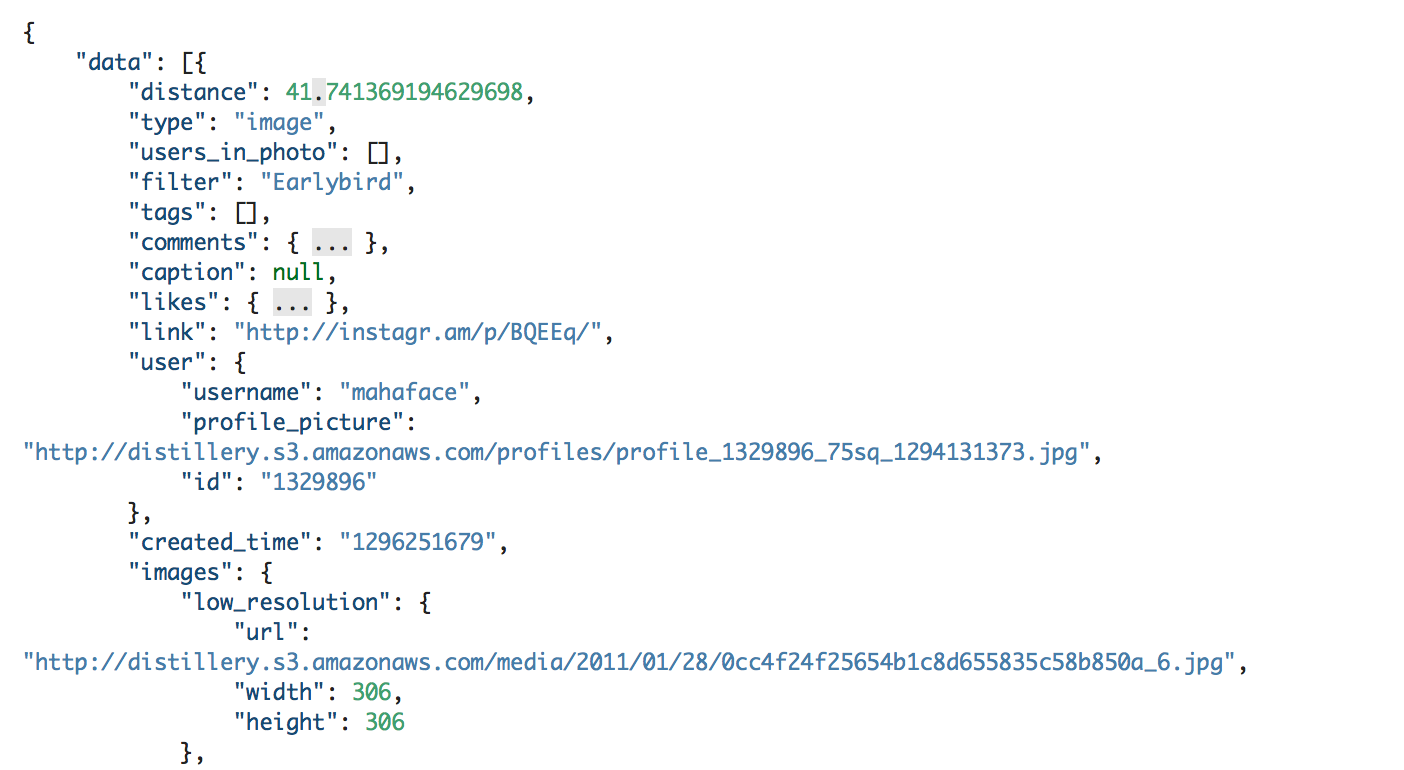 {
    "data": [{
        "distance": 41.741369194629698,
        "type": "image",
        "users_in_photo": [],
        "filter": "Earlybird",
        "tags": [],
        "comments": { ... },
        "caption": null,
        "likes": { ... },
        "link": "http://instagr.am/p/BQEEq/",
        "user": {
            "username": "mahaface",
            "profile_picture":
"http://distillery.s3.amazonaws.com/profiles/profile_1329896_75sq_1294131373.jpg",
            "id": "1329896"
        },
        "created_time": "1296251679",
        "images": {
            "low_resolution": {
                "url":
"http://distillery.s3.amazonaws.com/media/2011/01/28/0cc4f24f25654b1c8d655835c58b850a_6.jpg",
                "width": 306,
                "height": 306
            },